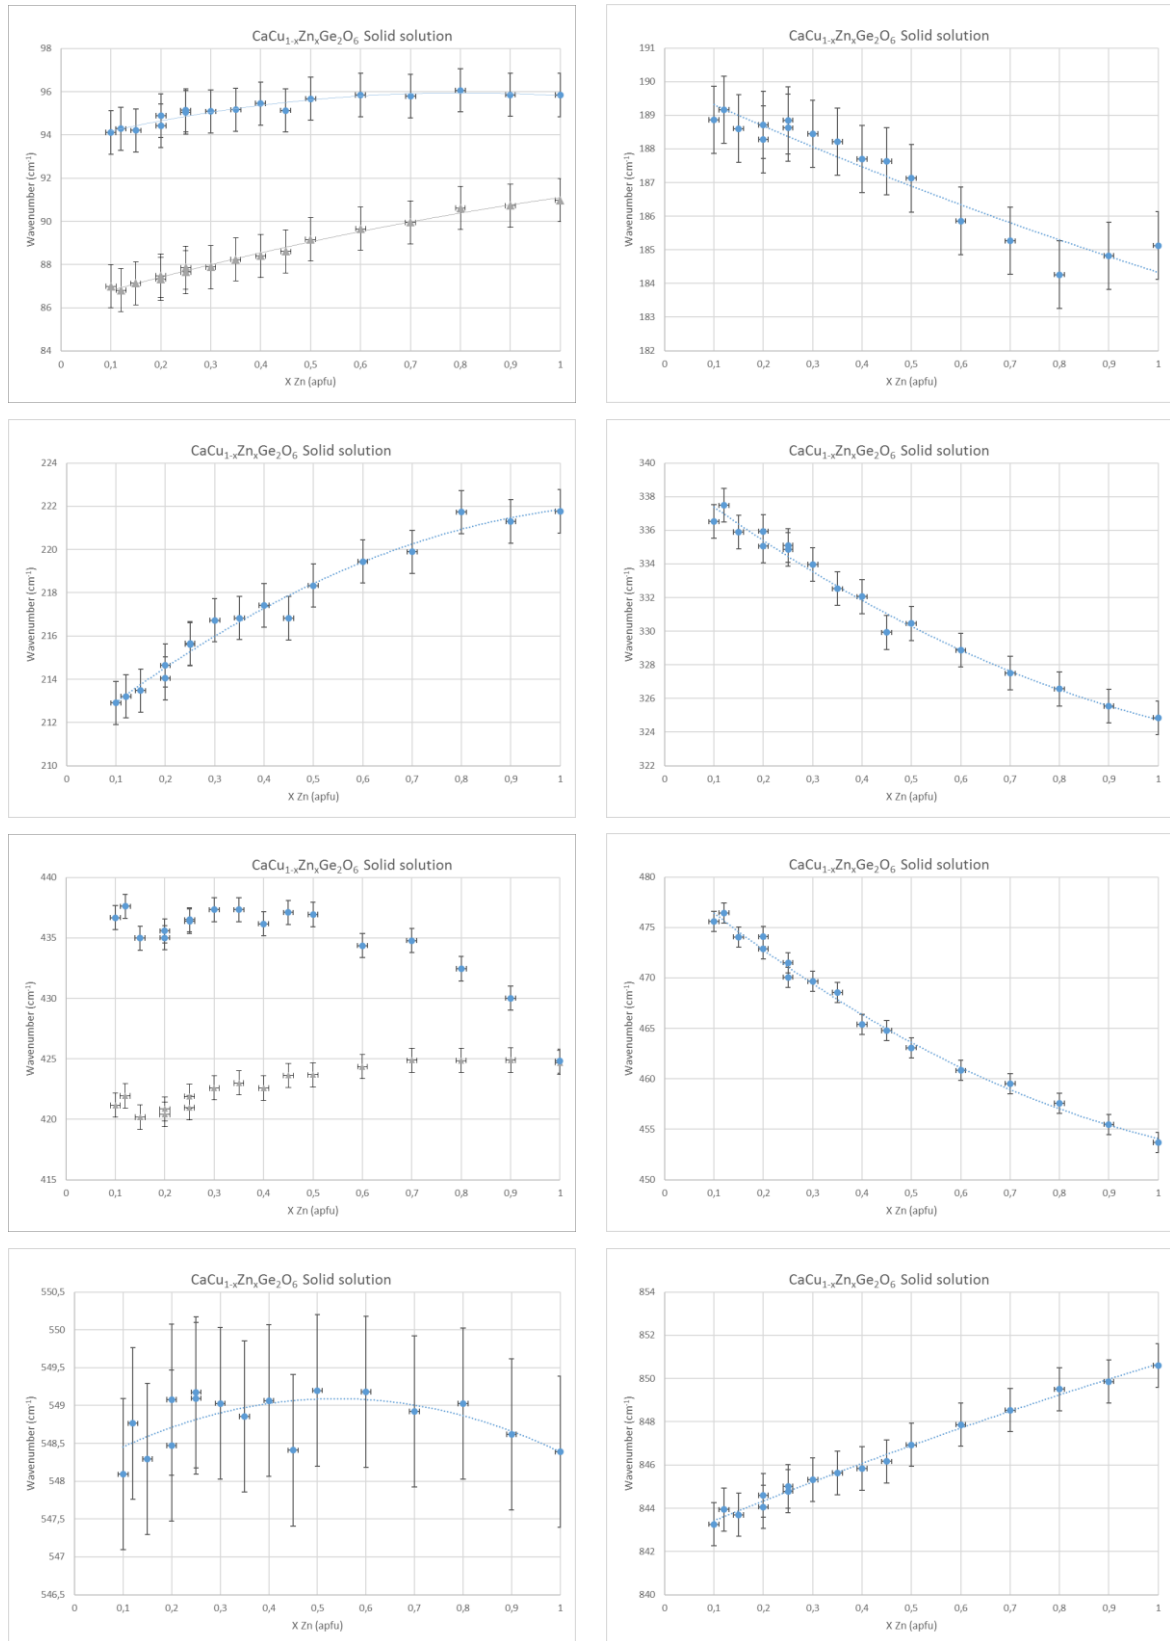 CaCu1-xZnxGe2O6 Solid solution
98
96
94
92
90
88
86
84
Wavenumber (cm-1)
0 0,1 0,2 0,3 0,4 0,5 0,6 0,7 0,8 0,9 1
X Zn (apfu)
CaCu1-xZnxGe2O6 Solid solution
191
190
189
188
187
186
185
184
183
182
Wavenumber (cm-1)
0 0,1 0,2 0,3 0,4 0,5 0,6 0,7 0,8 0,9 1
X Zn (apfu)
CaCu1-xZnxGe2O6 Solid solution
224
222
220
218
216
214
212
210
Wavenumber (cm-1)
0 0,1 0,2 0,3 0,4 0,5 0,6 0,7 0,8 0,9 1
X Zn (apfu)
CaCu1-xZnxGe2O6 Solid solution
340
338
336
334
332
330
328
326
324
322
Wavenumber (cm-1)
0 0,1 0,2 0,3 0,4 0,5 0,6 0,7 0,8 0,9 1
X Zn (apfu)
CaCu1-xZnxGe2O6 Solid solution
440
435
430
425
420
415
Wavenumber (cm-1)
0 0,1 0,2 0,3 0,4 0,5 0,6 0,7 0,8 0,9 1
X Zn (apfu)
CaCu1-xZnxGe2O6 Solid solution
480
475
470
465
460
455
450
Wavenumber (cm-1)
0 0,1 0,2 0,3 0,4 0,5 0,6 0,7 0,8 0,9 1
X Zn (apfu)
CaCu1-xZnxGe2O6 Solid solution
550,5
550
549,5
549
548,5
548
547,5
547
546,5
Wavenumber (cm-1)
0 0,1 0,2 0,3 0,4 0,5 0,6 0,7 0,8 0,9 1
X Zn (apfu)
CaCu1-xZnxGe2O6 Solid solution
854
852
850
848
846
844
842
840
Wavenumber (cm-1)
0 0,1 0,2 0,3 0,4 0,5 0,6 0,7 0,8 0,9 1
X Zn (apfu)